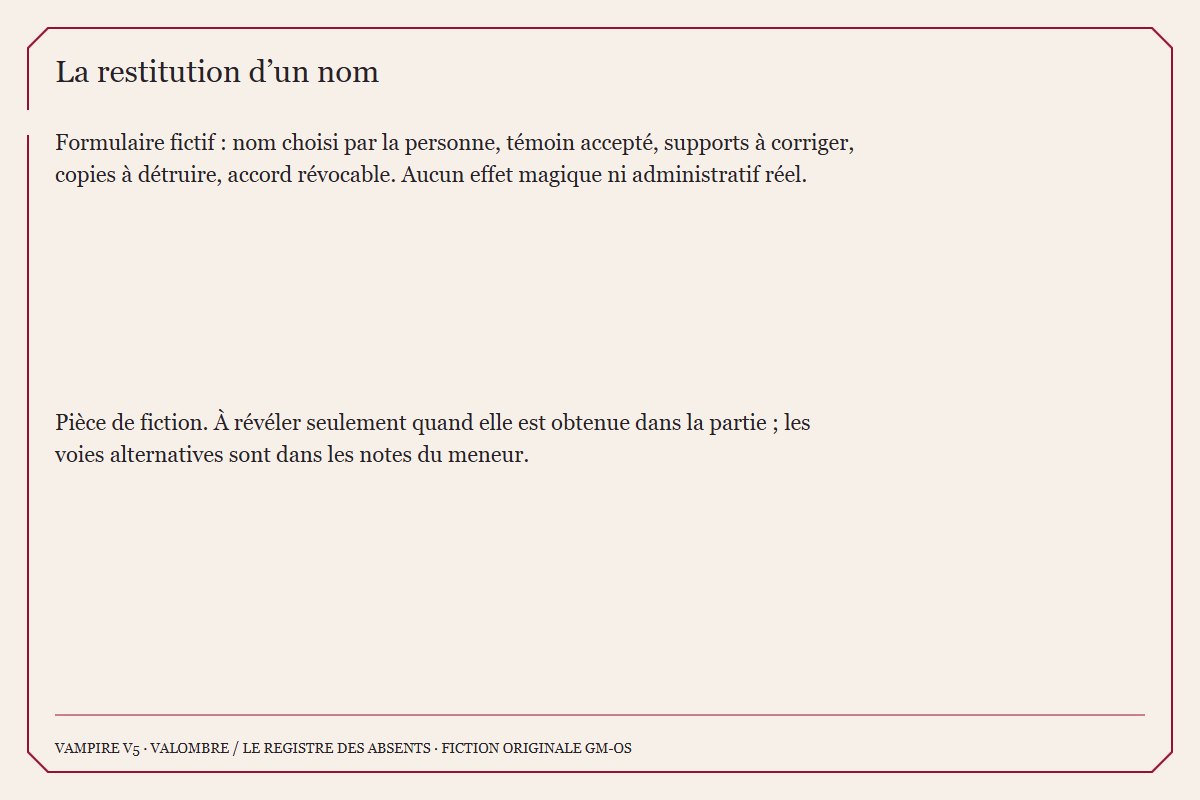 La restitution d’un nom
Formulaire fictif : nom choisi par la personne, témoin accepté, supports à corriger,
copies à détruire, accord révocable. Aucun effet magique ni administratif réel.
Pièce de fiction. À révéler seulement quand elle est obtenue dans la partie ; les
voies alternatives sont dans les notes du meneur.
VAMPIRE V5 · VALOMBRE / LE REGISTRE DES ABSENTS · FICTION ORIGINALE GM-OS